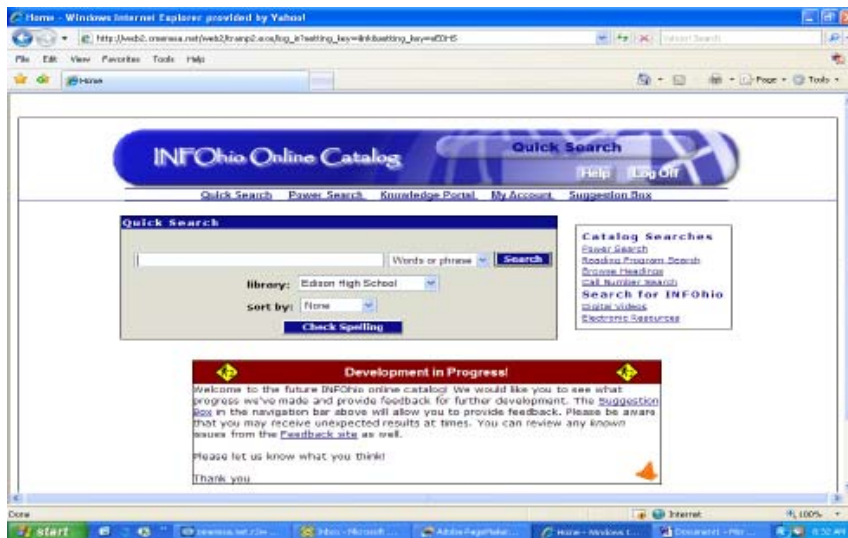 Home - Windows Internet Explorer provided by Yahoo!
File Edit View Favorites Tools Help
Home
Page Tools
INFOhio Online Catalog
Quick Search
Help Log Off
Quick Search Power Search Knowledge Portal My Account Suggestion Box
Quick Search
Words or phrase Search
library: Edison High School
sort by: None
Check Spelling
Catalog Searches
Power Search
Reading Program Search
Browse Headings
Call Number Search
Search for INFOhio
Digital Videos
Electronic Resources
Development in Progress!
Welcome to the future INFOhio online catalog! We would like you to see what
progress we've made and provide feedback for further development. The Suggestion
Box in the navigation bar above will allow you to provide feedback. Please be aware
that you may receive unexpected results at times. You can review any known
issues from the Feedback site as well.
Please let us know what you think!
Thank you
Done
Internet
100%
start
Inbox - Microsoft ...
Adobe PageMaker...
Home - Windows I...
8:32 AM